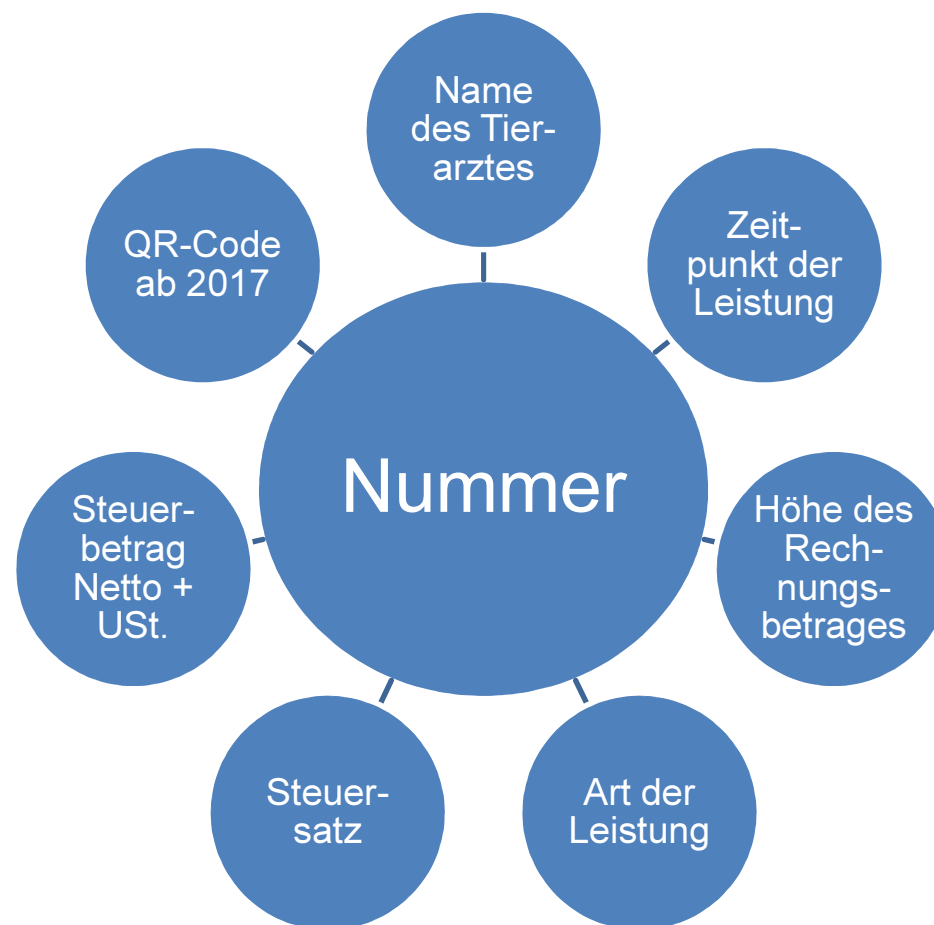 Name
des Tier-
arztes
Zeit-
punkt der
Leistung
Höhe des
Rech-
nungs-
betrages
Art der
Leistung
Steuer-
satz
Steuer-
betrag
Netto +
USt.
QR-Code
ab 2017
Nummer